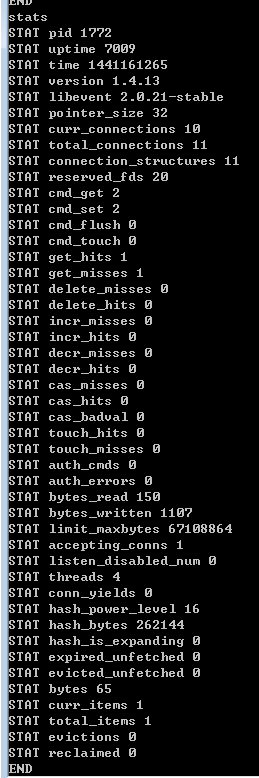 END
stats
STAT pid 1772
STAT uptime 7009
STAT time 1441161265
STAT version 1.4.13
STAT libevent 2.0.21-stable
STAT pointer_size 32
STAT curr_connections 10
STAT total_connections 11
STAT connection_structures 11
STAT reserved_fds 20
STAT cmd_get 2
STAT cmd_set 2
STAT cmd_flush 0
STAT cmd_touch 0
STAT get_hits 1
STAT get_misses 1
STAT delete_misses 0
STAT delete_hits 0
STAT incr_misses 0
STAT incr_hits 0
STAT decr_misses 0
STAT decr_hits 0
STAT cas_misses 0
STAT cas_hits 0
STAT cas_badval 0
STAT touch_hits 0
STAT touch_misses 0
STAT auth_cmds 0
STAT auth_errors 0
STAT bytes_read 150
STAT bytes_written 1107
STAT limit_maxbytes 67108864
STAT accepting_conns 1
STAT listen_disabled_num 0
STAT threads 4
STAT conn_yields 0
STAT hash_power_level 16
STAT hash_bytes 262144
STAT hash_is_expanding 0
STAT expired_unfetched 0
STAT evicted_unfetched 0
STAT bytes 65
STAT curr_items 1
STAT total_items 1
STAT evictions 0
STAT reclaimed 0
END